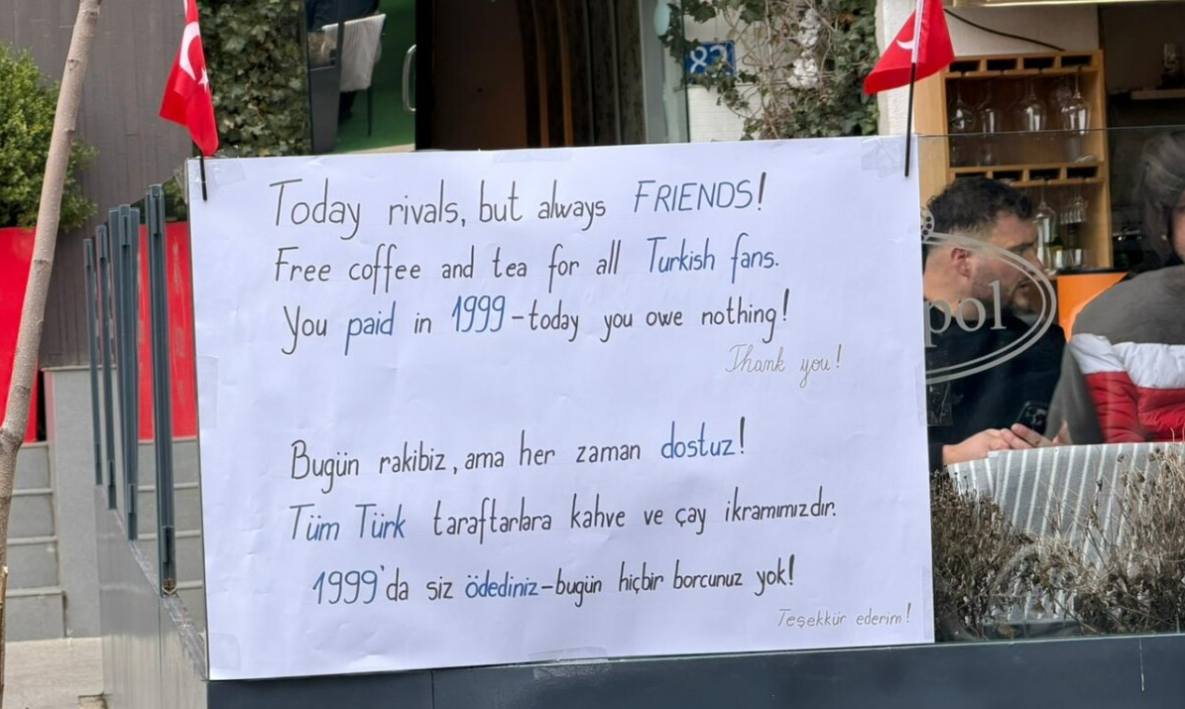 83
Today rivals, but always FRIENDS!
Free coffee and tea for all Turkish fans.
You paid in 1999-today you owe nothing!
Thank you!
pol
Bugün rakibiz, ama her zaman dostuz!
Tüm Türk taraftarlara kahve ve çay ikramımızdır.
1999'da siz ödediniz-bugün hiçbir borcunuz yok!
Teşekkür ederim!